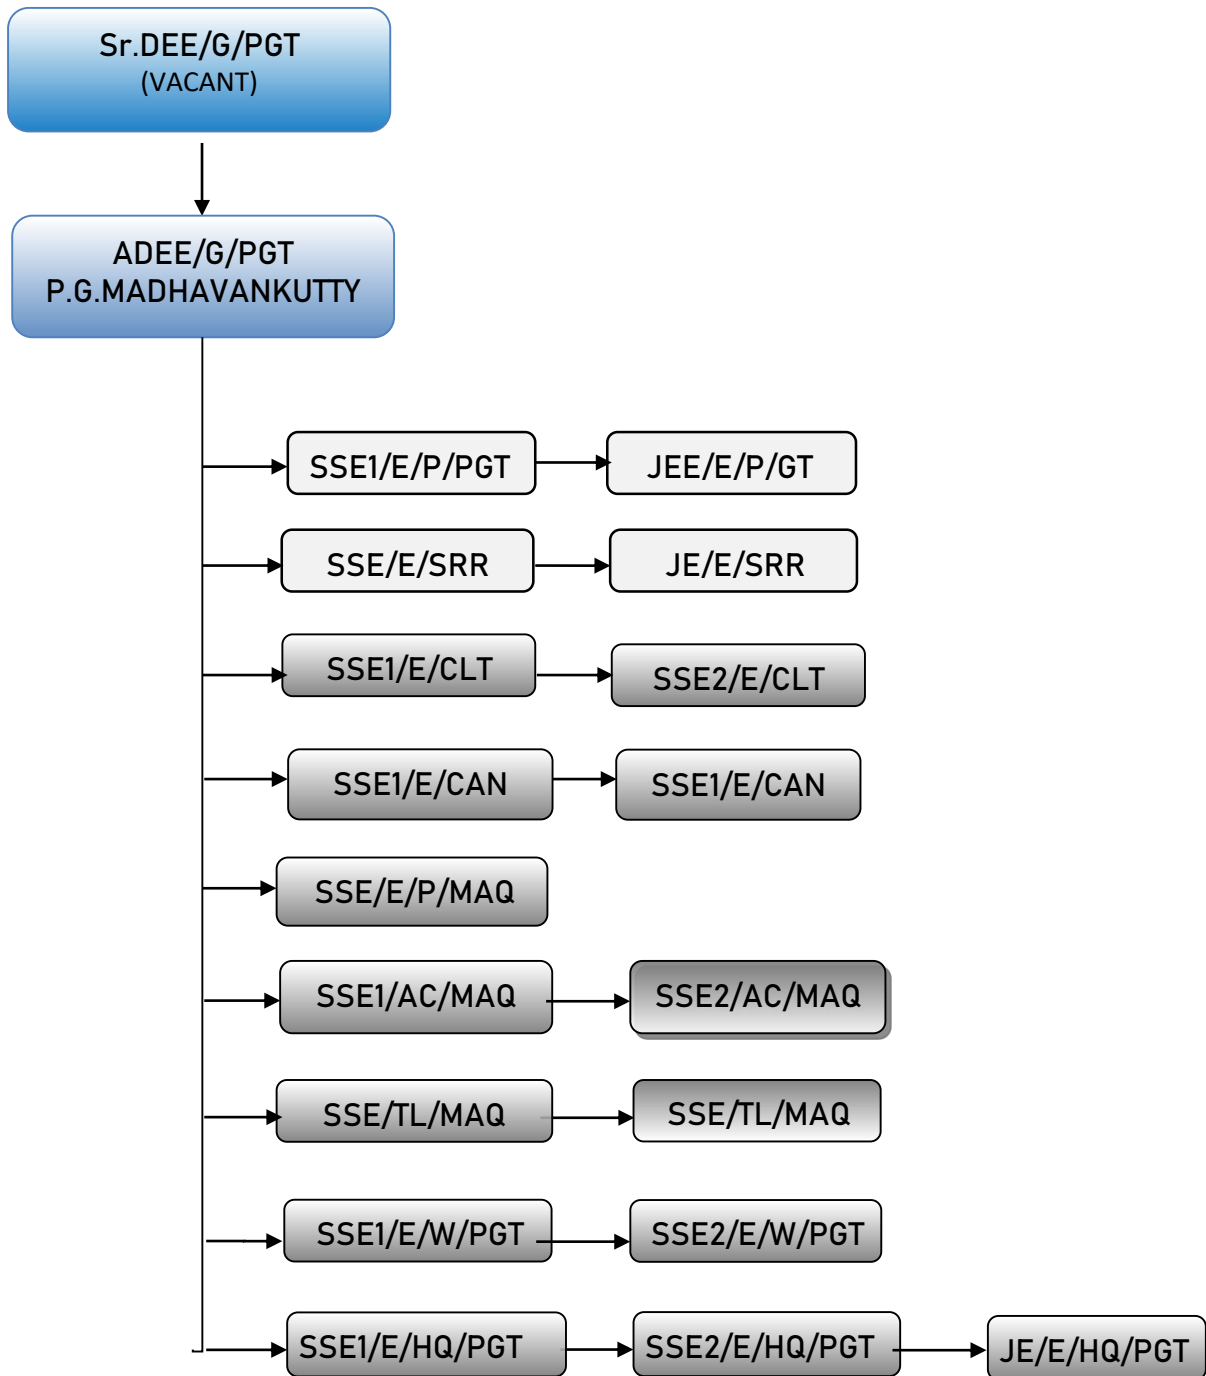 Sr.DEE/G/PGT
(VACANT)
ADEE/G/PGT
P.G.MADHAVANKUTTY
SSE1/E/P/PGT
JEE/E/P/GT
SSE/E/SRR
JE/E/SRR
SSE1/E/CLT
SSE2/E/CLT
SSE1/E/CAN
SSE1/E/CAN
SSE/E/P/MAQ
SSE1/AC/MAQ
SSE2/AC/MAQ
SSE/TL/MAQ
SSE/TL/MAQ
SSE1/E/W/PGT
SSE2/E/W/PGT
SSE1/E/HQ/PGT
SSE2/E/HQ/PGT
JE/E/HQ/PGT